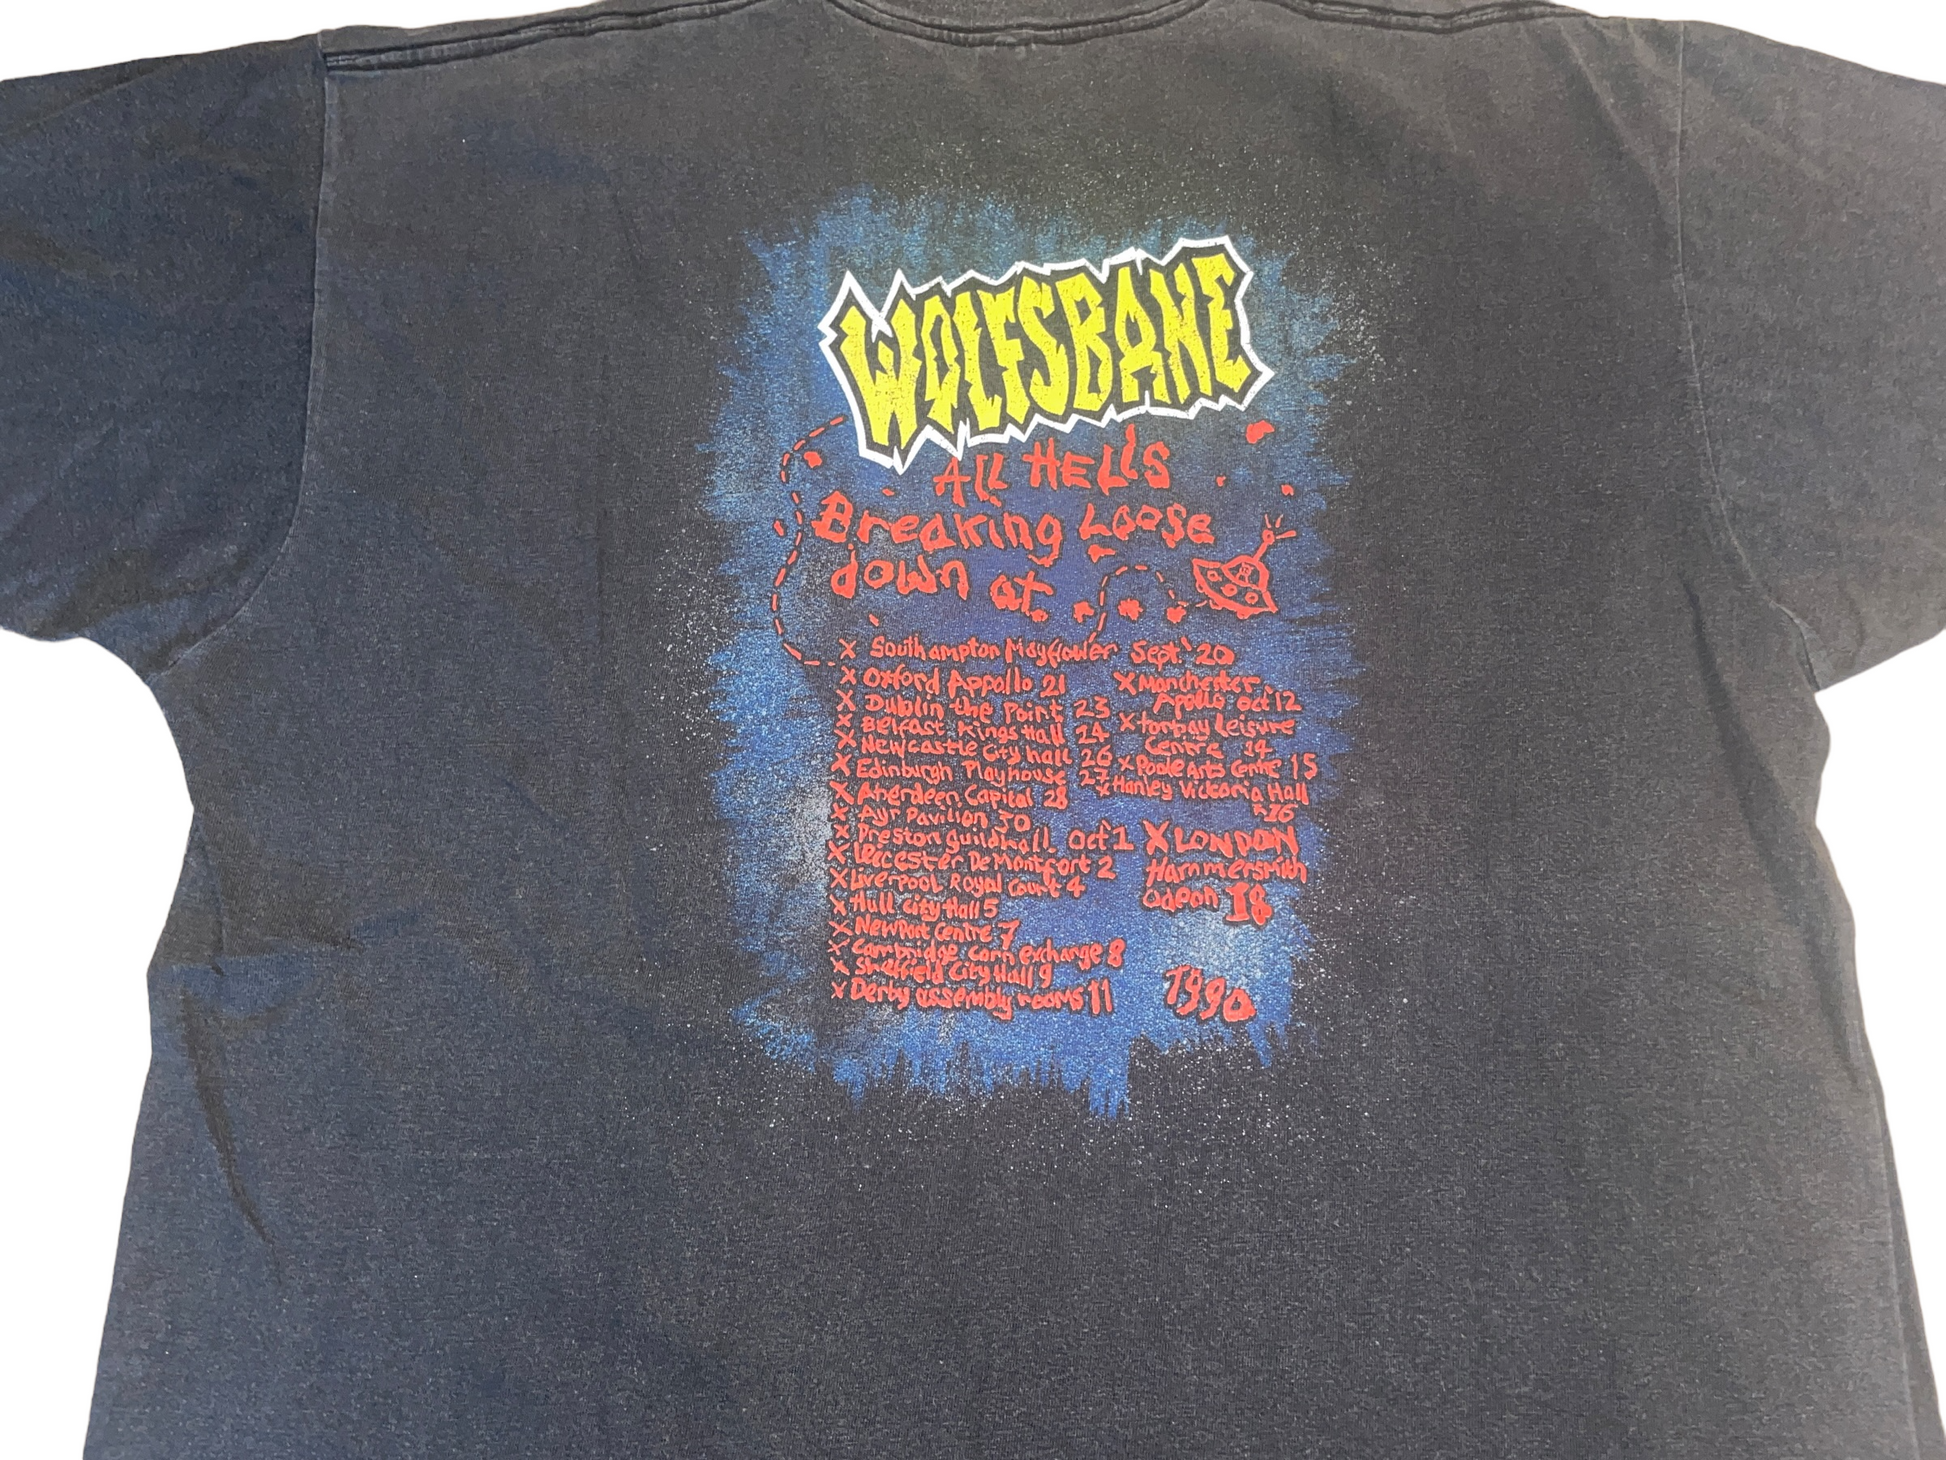 WOLFSBANE
All HELL'S
Breaking Loose
down at.
X Southampton Mayflower Sept' 20
X Oxford Appollo 21
X Dublin the Point 23
X Belfast Kings Hall 24
X Newcastle City hall 26
X Edinburgh Playhouse 27
X Aberdeen Capital 28
X Ayr Pavilion 30
X Preston guildhall Oct 1
X Leicester De Montfort 2
X Liverpool Royal Court 4
X Hull City Hall 5
X Newport Centre 7
X Cambridge Corn exchange 8
X Sheffield City Hall 9
X Derby assembly rooms 11
X Manchester
Apollo Oct 12
X torbay Leisure
Centre 14
X Poole Arts Centre 15
X Hanley Victoria Hall
16
X LONDON
Hammersmith
Odeon 18
1990